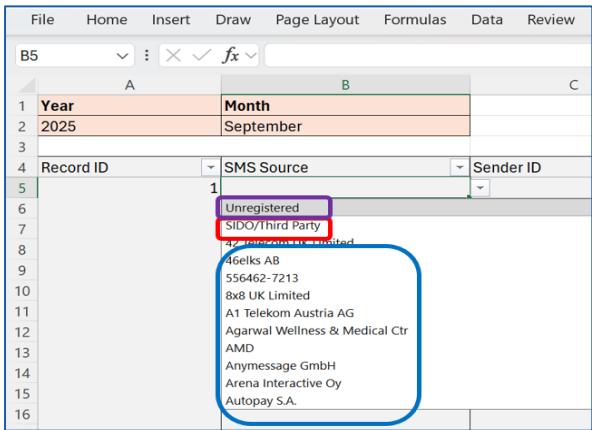 File Home Insert Draw Page Layout Formulas Data Review
B5 fx
A B C
1 Year Month
2 2025 September
3
4 Record ID SMS Source Sender ID
5 1
6 Unregistered
7 SIDO/Third Party
8 42 Telecom UK Limited
9 46elks AB
10 556462-7213
11 8x8 UK Limited
12 A1 Telekom Austria AG
13 Agarwal Wellness & Medical Ctr
14 AMD
15 Anymessage GmbH
16 Arena Interactive Oy
Autopay S.A.